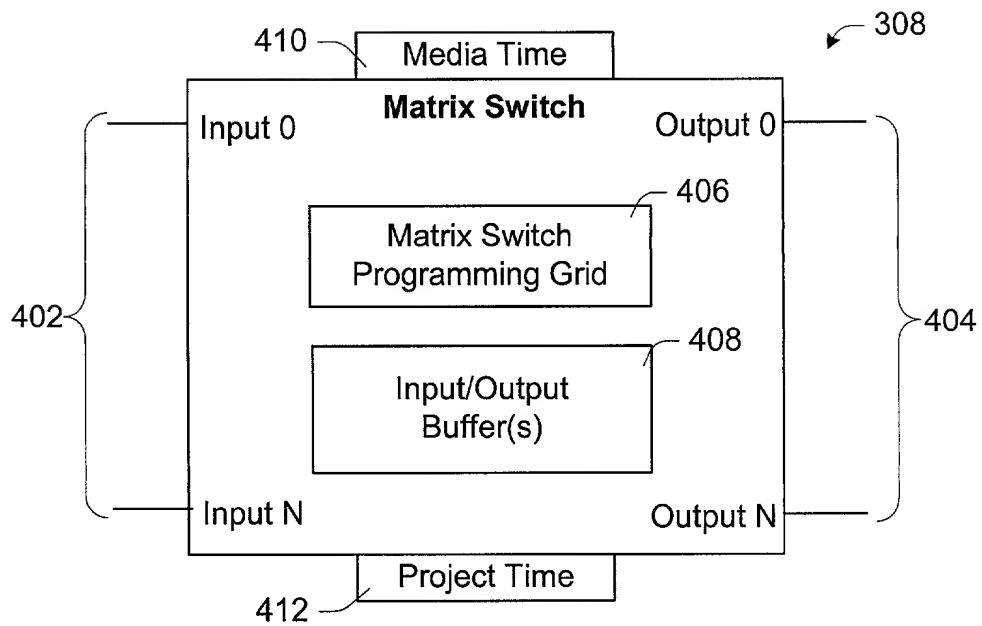 308
410
Media Time
Matrix Switch
Input 0
Output 0
406
Matrix Switch
Programming Grid
402
404
408
Input/Output
Buffer(s)
Input N
Output N
Project Time
412